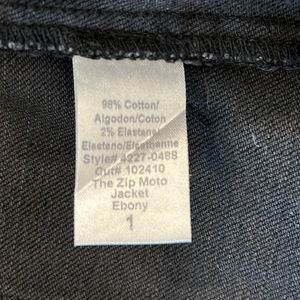 98% Cotton/
Algodon/Coton
2% Elastane/
Elastano/Elasthanne
Style# 4227-0488
Cut# 102410
The Zip Moto
Jacket
Ebony
1